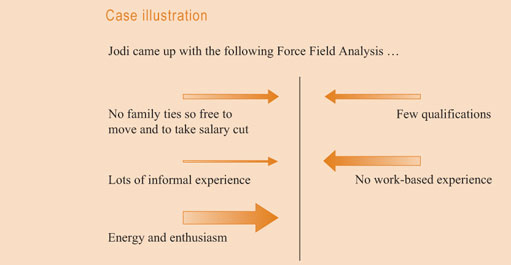 Case illustration
Jodi came up with the following Force Field Analysis …
No family ties so free to
move and to take salary cut
Few qualifications
Lots of informal experience
No work-based experience
Energy and enthusiasm